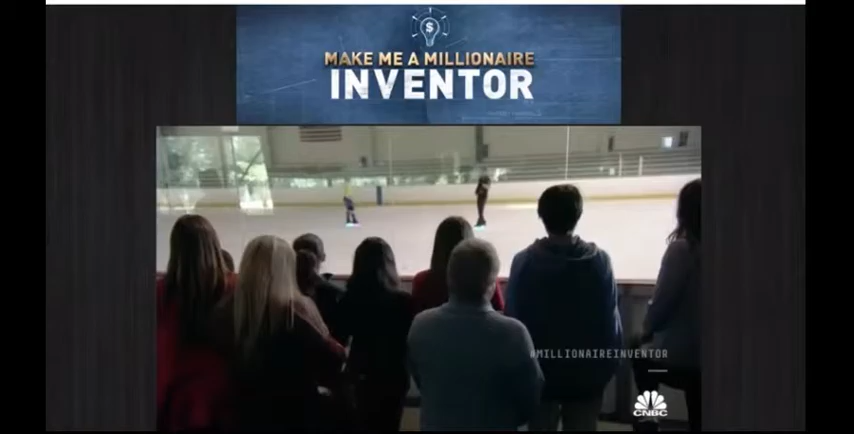 $
MAKE ME A MILLIONAIRE
INVENTOR
#MILLIONAIREINVENTOR
CNBC